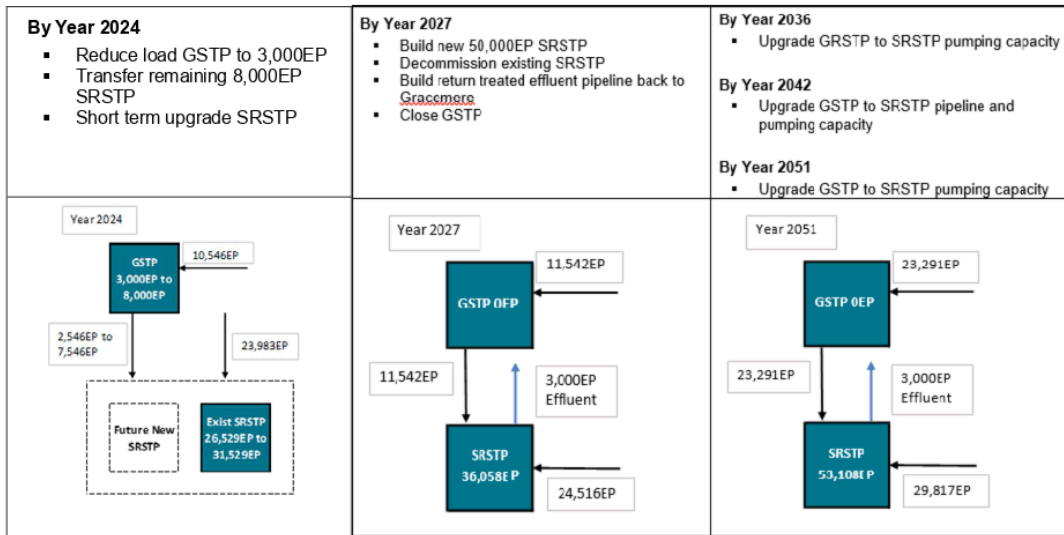 By Year 2024
▪ Reduce load GSTP to 3,000EP
▪ Transfer remaining 8,000EP
SRSTP
▪ Short term upgrade SRSTP
By Year 2027
▪ Build new 50,000EP SRSTP
▪ Decommission existing SRSTP
▪ Build return treated effluent pipeline back to
Gracemere
▪ Close GSTP
By Year 2036
▪ Upgrade GRSTP to SRSTP pumping capacity
By Year 2042
▪ Upgrade GSTP to SRSTP pipeline and
pumping capacity
By Year 2051
▪ Upgrade GSTP to SRSTP pumping capacity
Year 2024
10,546EP
GSTP
3,000EP to
8,000EP
2,546EP to
7,546EP
23,983EP
Future New
SRSTP
Exist SRSTP
26,529EP to
31,529EP
Year 2027
11,542EP
GSTP 0EP
11,542EP
3,000EP
Effluent
SRSTP
36,058EP
24,516EP
Year 2051
23,291EP
GSTP 0EP
23,291EP
3,000EP
Effluent
SRSTP
53,108EP
29,817EP